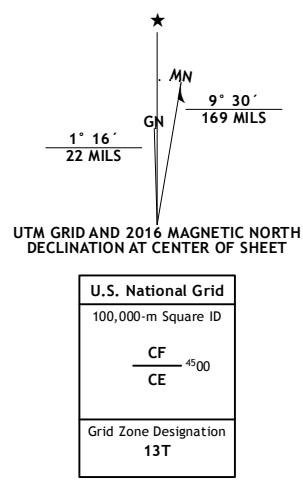 ★
MN
GN
9° 30´
169 MILS
1° 16´
22 MILS
UTM GRID AND 2016 MAGNETIC NORTH
DECLINATION AT CENTER OF SHEET
U.S. National Grid
100,000-m Square ID
CF
4500
CE
Grid Zone Designation
13T